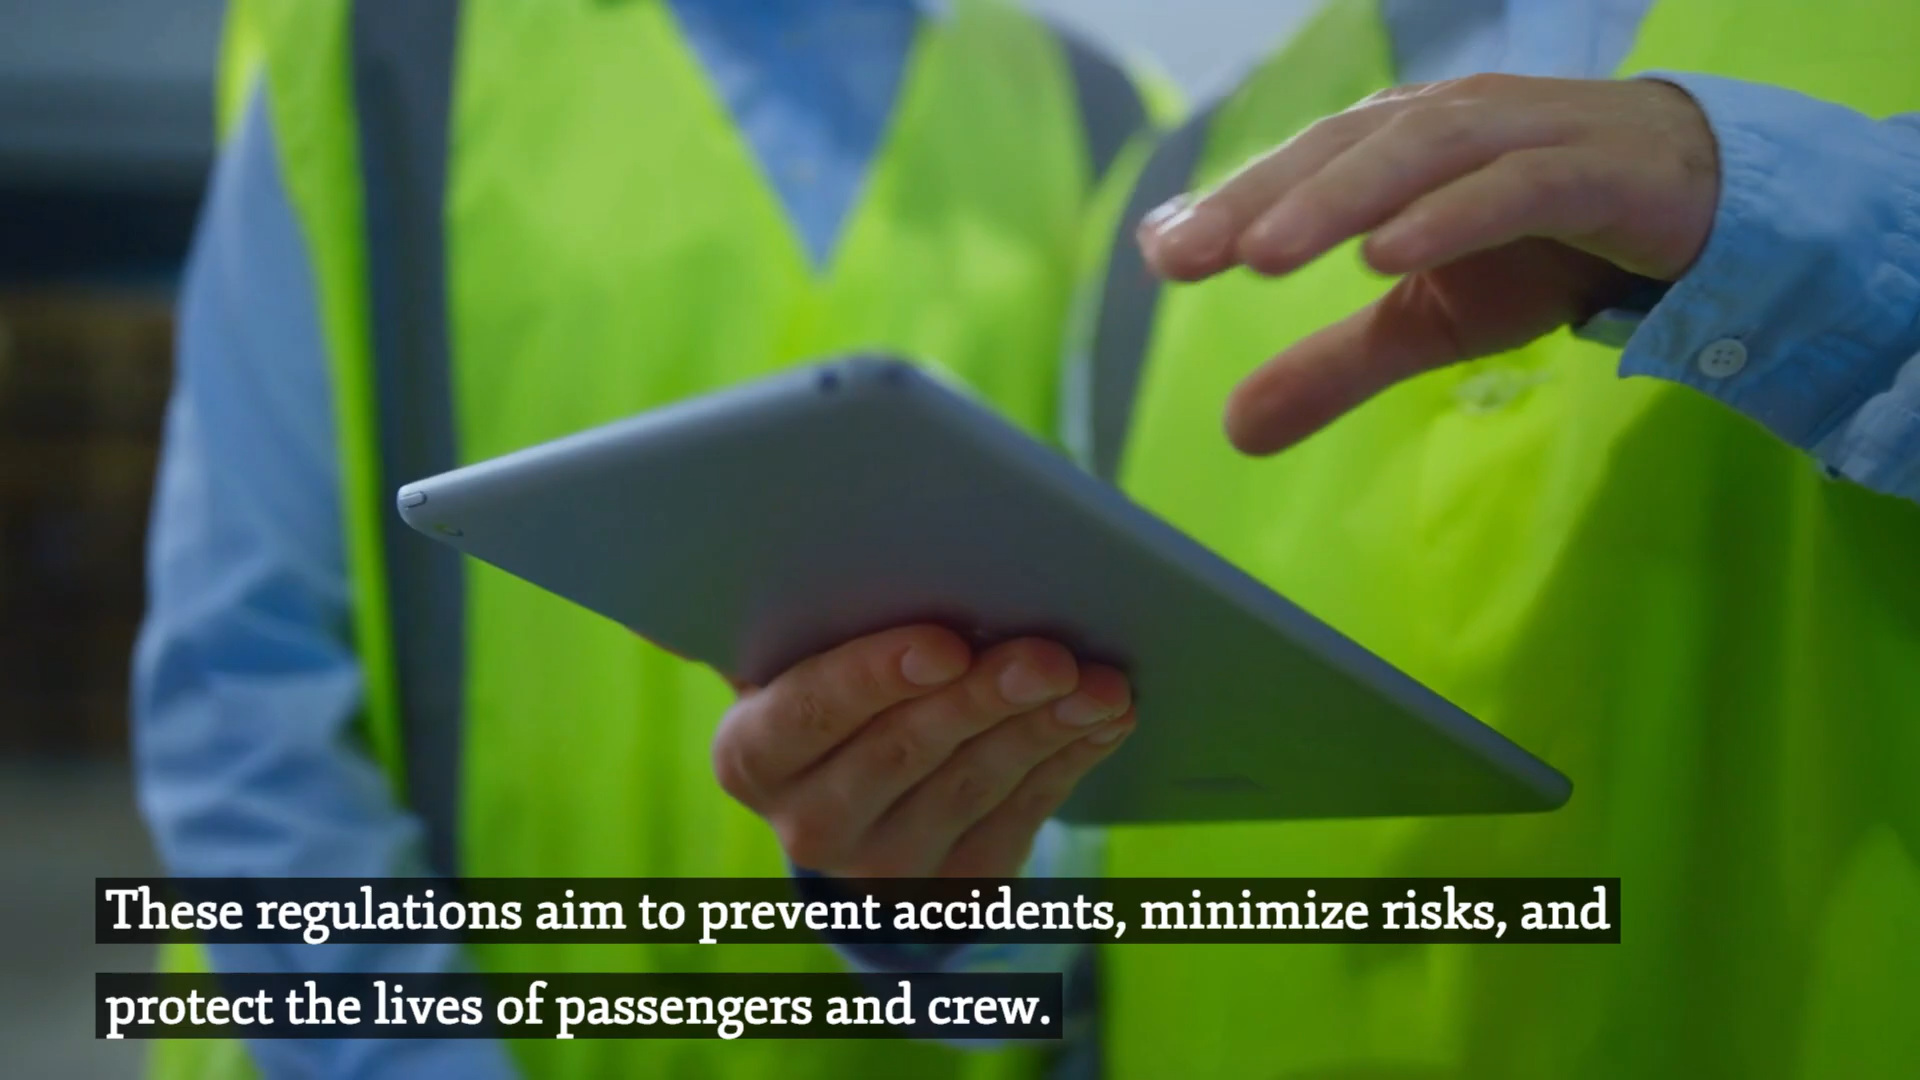 These regulations aim to prevent accidents, minimize risks, and
protect the lives of passengers and crew.